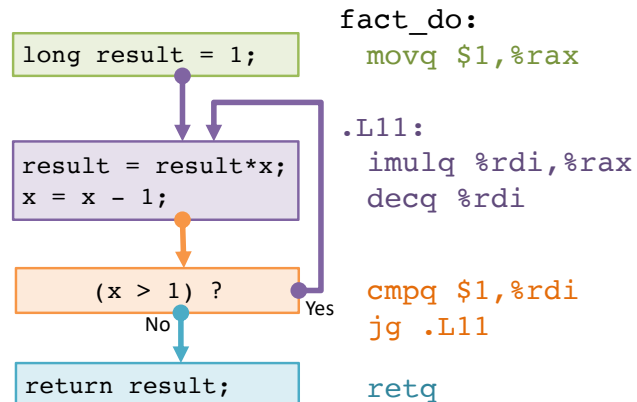 fact_do:
long result = 1;
movq $1,%rax
.L11:
result = result*x;
imulq %rdi,%rax
x = x - 1;
decq %rdi
(x > 1) ?
cmpq $1,%rdi
Yes
No
jg .L11
return result;
retq